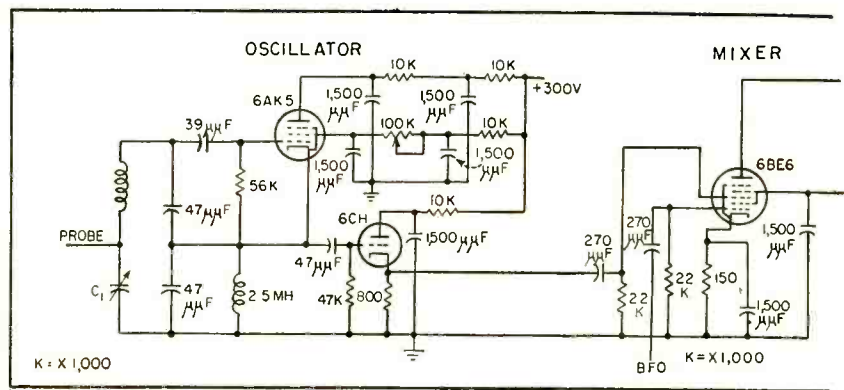 OSCILLATOR
MIXER
10K
10K
+300V
6AK5
1,500
μμF
1,500
μμF
39μμF
100K
10K
1,500
μμF
1,500
μμF
6BE6
56K
47μμF
6CH
10K
PROBE
47μμF
1,500μμF
270
μμF
270
μμF
1,500
μμF
C1
47
μμF
2.5MH
47K
800
22
K
22
K
150
1,500
μμF
BFO
K=X1,000
K=X1,000